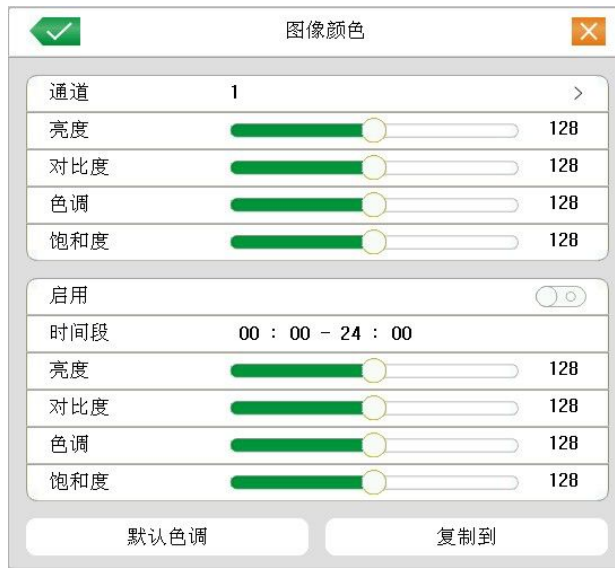 图像颜色
通道 1 >
亮度 128
对比度 128
色调 128
饱和度 128
启用
时间段 00 : 00 - 24 : 00
亮度 128
对比度 128
色调 128
饱和度 128
默认色调 复制到